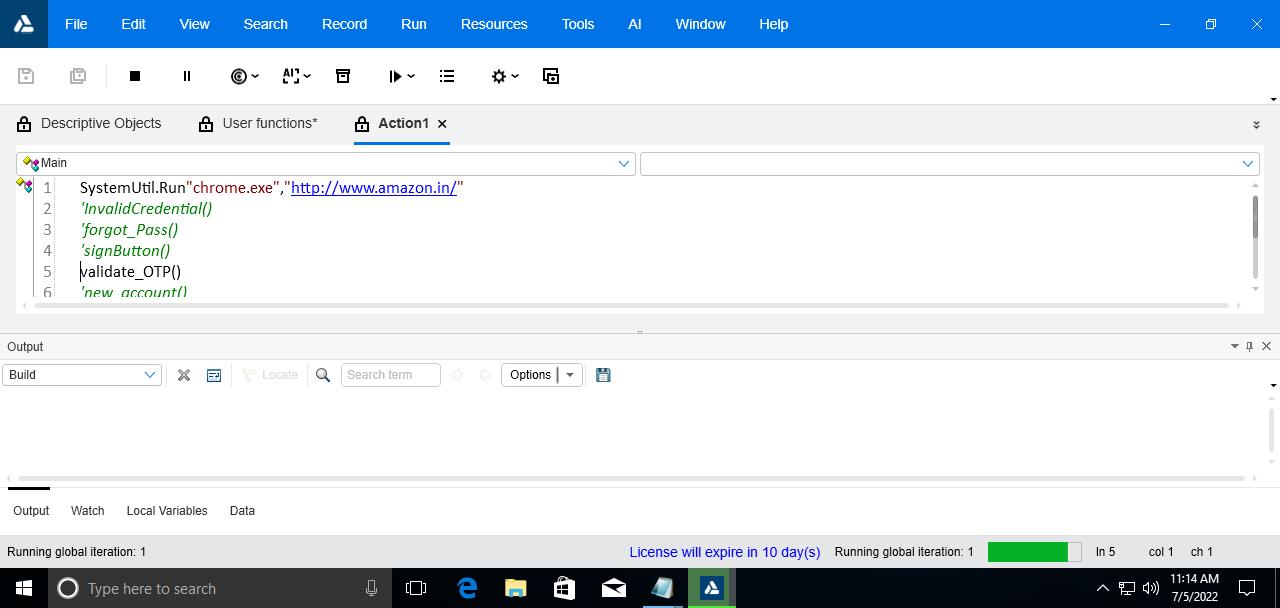 File Edit View Search Record Run Resources Tools AI Window Help
AI
Descriptive Objects User functions* Action1
Main
1 SystemUtil.Run"chrome.exe","http://www.amazon.in/"
2 'InvalidCredential()
3 'forgot_Pass()
4 'signButton()
5 validate_OTP()
6 'new_account()
Output
Build Locate Search term Options
Output Watch Local Variables Data
Running global iteration: 1 License will expire in 10 day(s) Running global iteration: 1 ln 5 col 1 ch 1
Type here to search 11:14 AM
7/5/2022